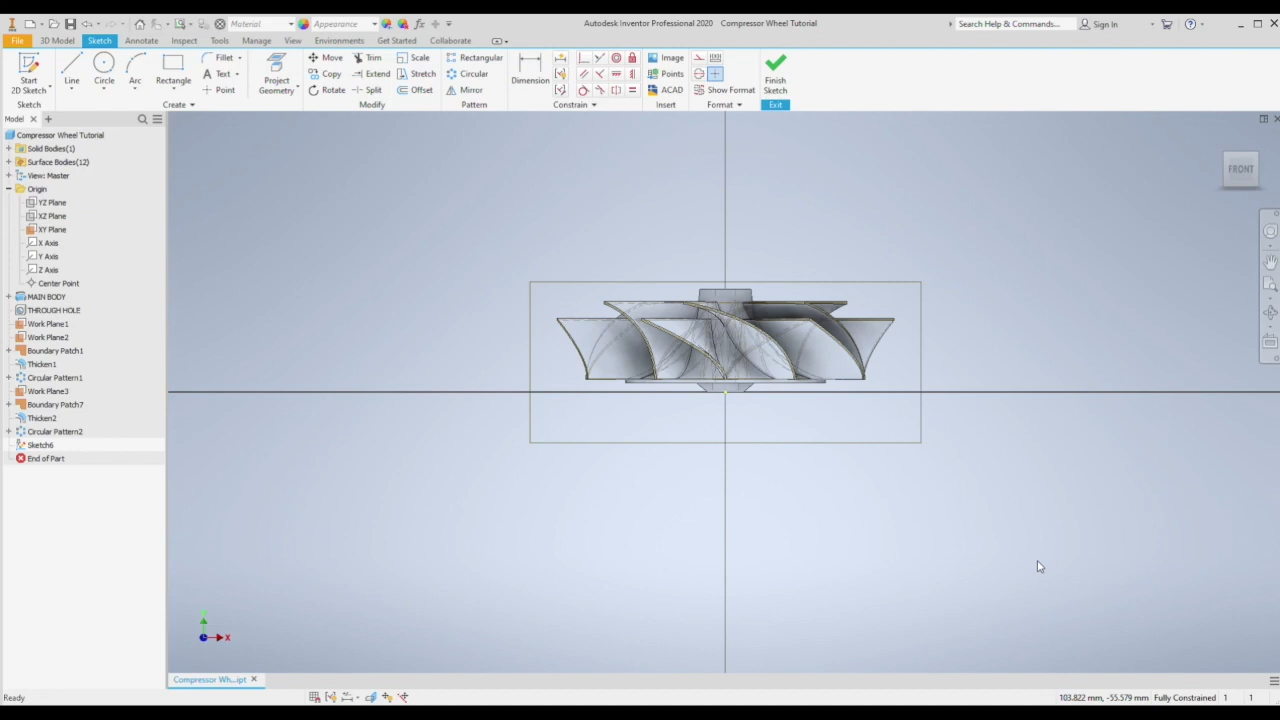 Material
Appearance
fx
Autodesk Inventor Professional 2020 Compressor Wheel Tutorial
Search Help & Commands...
Sign In
File 3D Model Sketch Annotate Inspect Tools Manage View Environments Get Started Collaborate
Start
2D Sketch
Line
Circle
Arc
Rectangle
Fillet
Text
Point
Project
Geometry
Move Trim Scale
Copy Extend Stretch
Rotate Split Offset
Rectangular
Circular
Mirror
Dimension
Image
Points
ACAD
Show Format
Finish
Sketch
Sketch Create Modify Pattern Constrain Insert Format Exit
Model
Compressor Wheel Tutorial
Solid Bodies(1)
Surface Bodies(12)
View: Master
Origin
YZ Plane
XZ Plane
XY Plane
X Axis
Y Axis
Z Axis
Center Point
MAIN BODY
THROUGH HOLE
Work Plane1
Work Plane2
Boundary Patch1
Thicken1
Circular Pattern1
Work Plane3
Boundary Patch7
Thicken2
Circular Pattern2
Sketch6
End of Part
FRONT
X
Compressor Wh...ipt
Ready
103.822 mm, -55.579 mm Fully Constrained 1 1